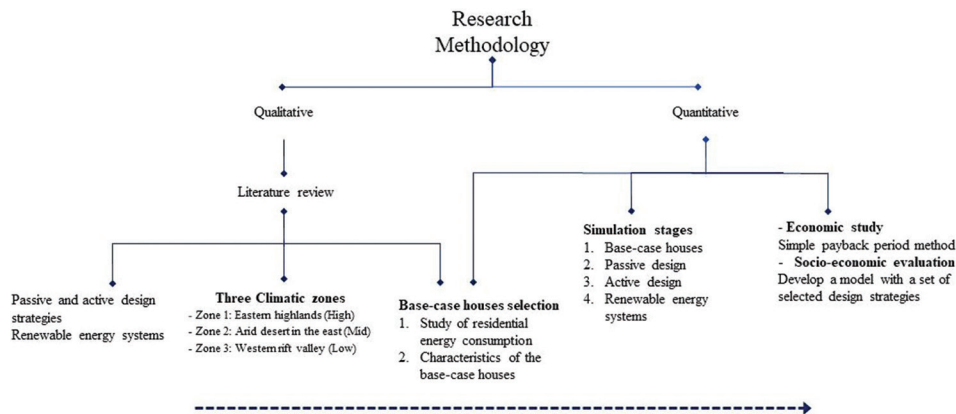 Research
Methodology
Qualitative
Quantitative
Literature review
Passive and active design
strategies
Renewable energy systems
Three Climatic zones
- Zone 1: Eastern highlands (High)
- Zone 2: Arid desert in the east (Mid)
- Zone 3: Western rift valley (Low)
Base-case houses selection
1. Study of residential
energy consumption
2. Characteristics of the
base-case houses
Simulation stages
1. Base-case houses
2. Passive design
3. Active design
4. Renewable energy
systems
- Economic study
Simple payback period method
- Socio-economic evaluation
Develop a model with a set of
selected design strategies